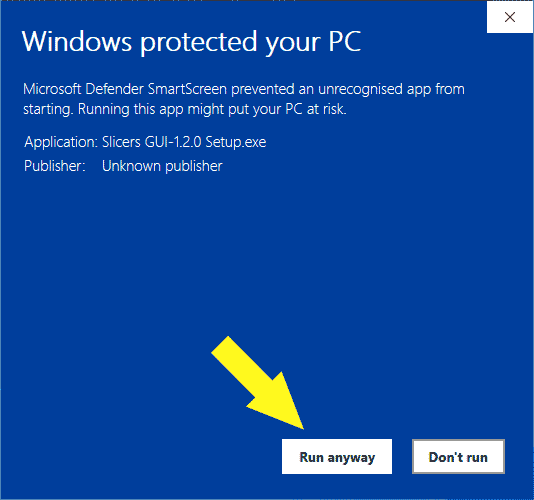 Windows protected your PC
Microsoft Defender SmartScreen prevented an unrecognised app from
starting. Running this app might put your PC at risk.
Application: Slicers GUI-1.2.0 Setup.exe
Publisher: Unknown publisher
Run anyway
Don't run